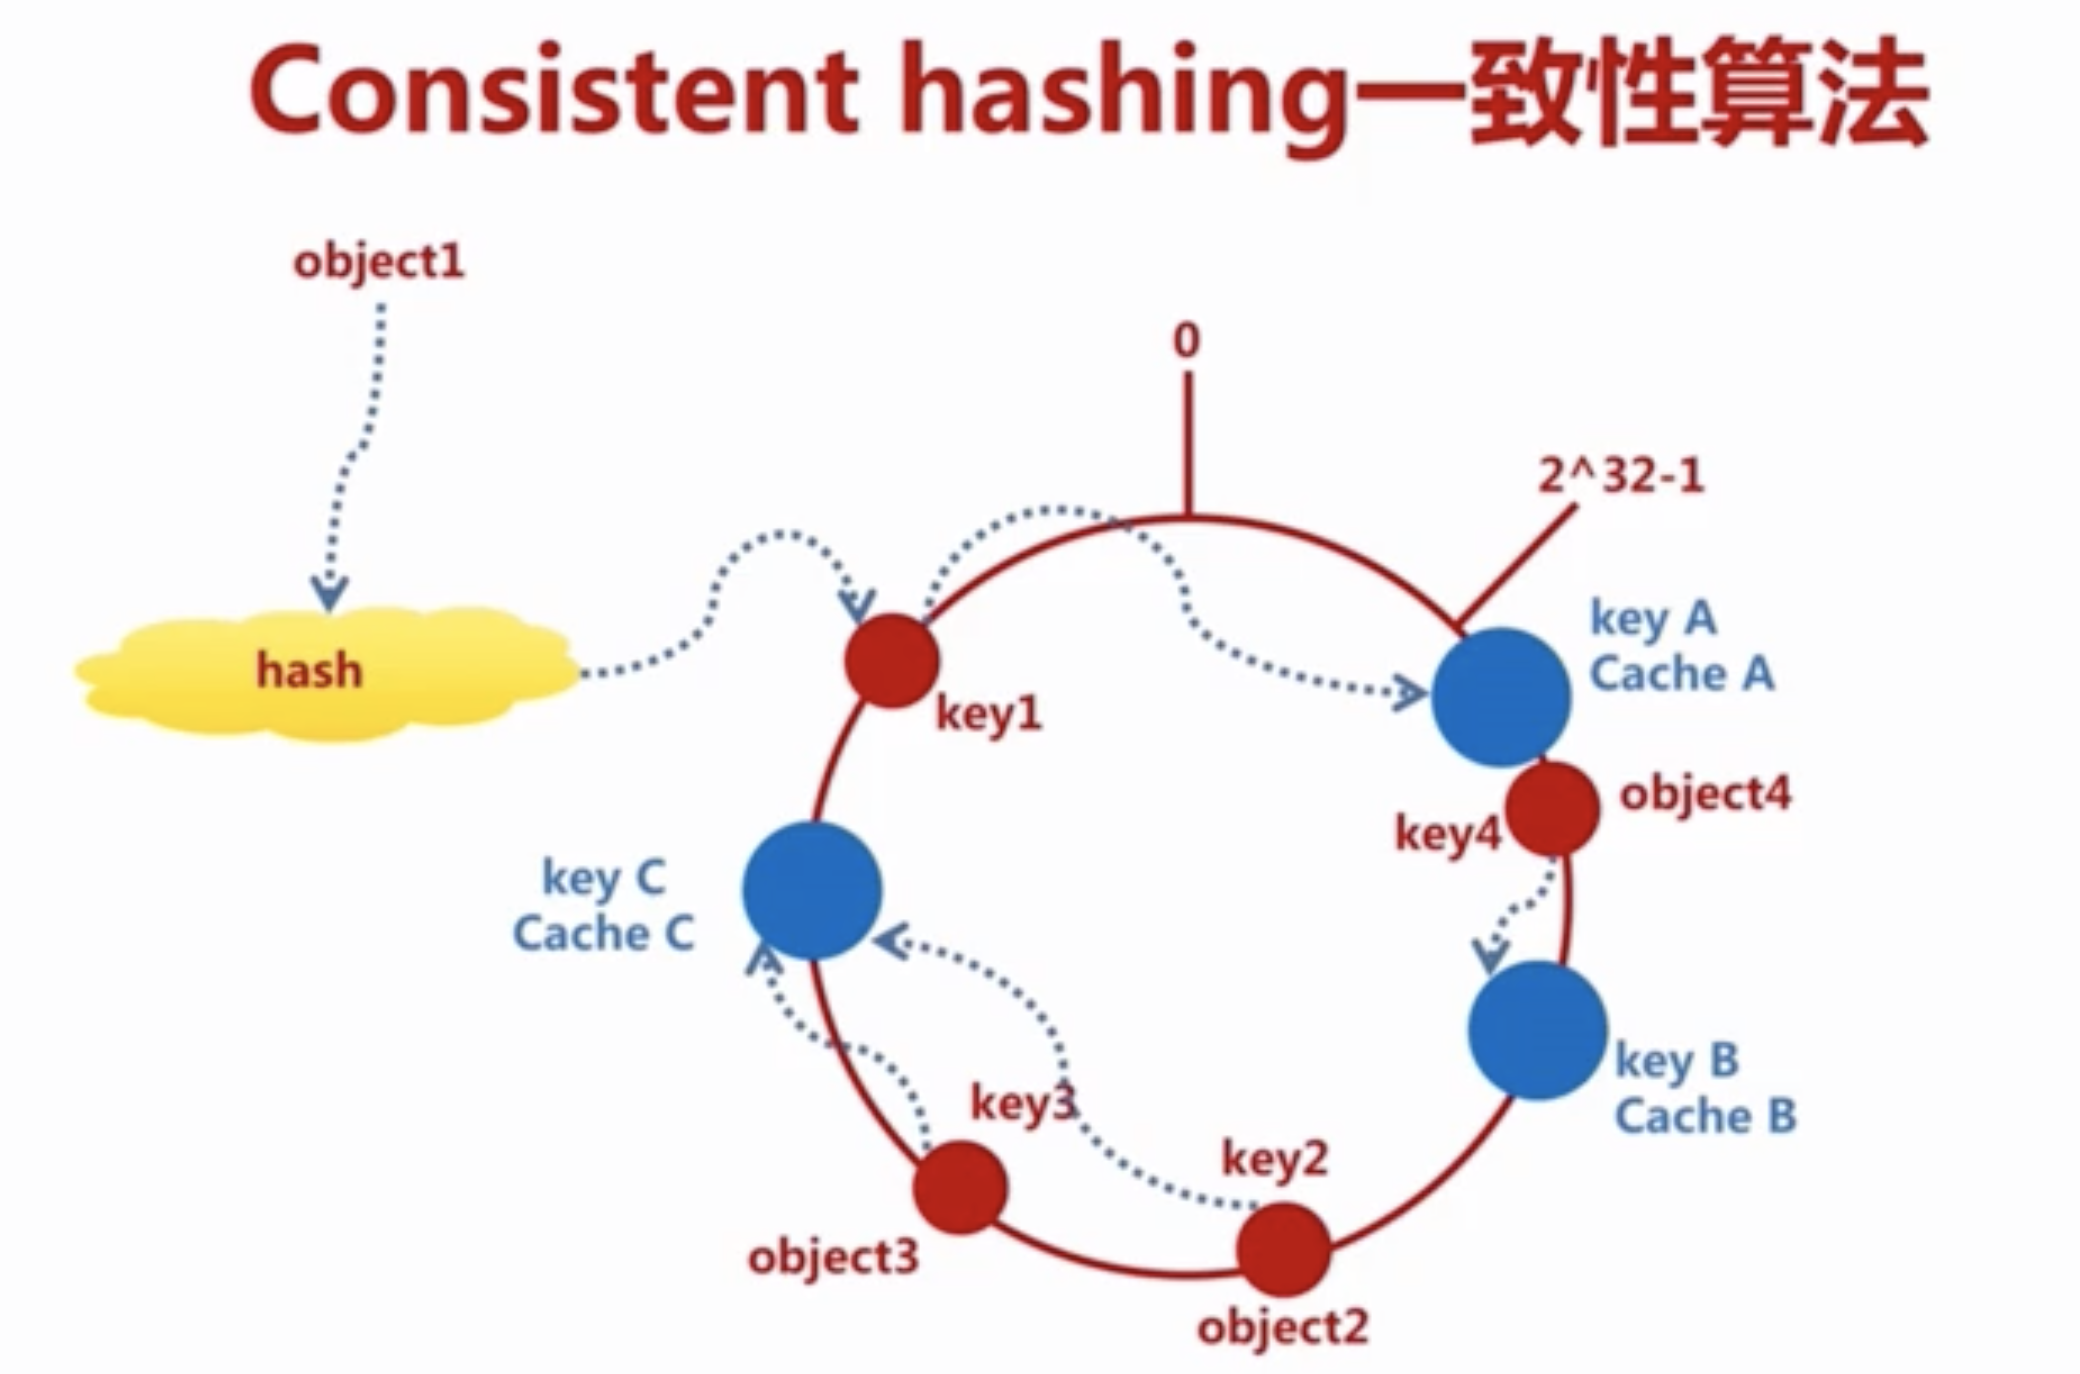 Consistent hashing一致性算法
object1
0
2^32-1
hash
key A
Cache A
key1
object4
key4
key C
Cache C
key B
Cache B
key3
key2
object3
object2